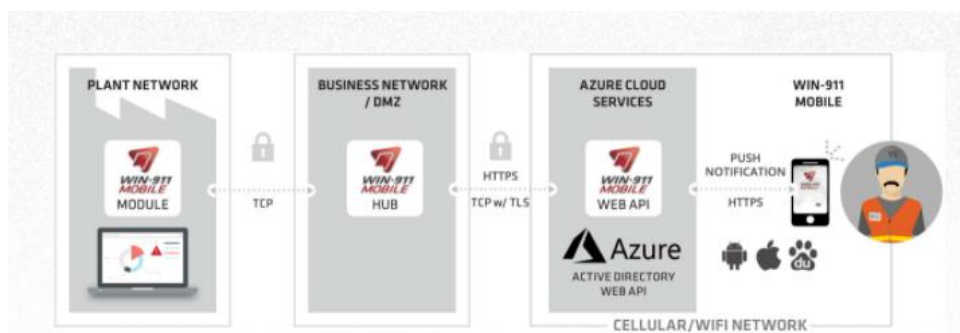 PLANT NETWORK
WIN-911
MOBILE
MODULE
TCP
BUSINESS NETWORK
/ DMZ
WIN-911
MOBILE
HUB
HTTPS
TCP w/ TLS
AZURE CLOUD
SERVICES
WIN-911
MOBILE
WEB API
Azure
ACTIVE DIRECTORY
WEB API
WIN-911
MOBILE
PUSH
NOTIFICATION
HTTPS
du
CELLULAR/WIFI NETWORK